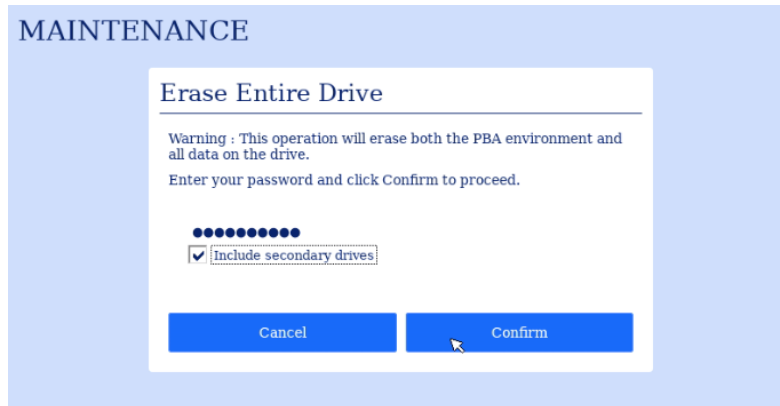 MAINTENANCE
Erase Entire Drive
Warning : This operation will erase both the PBA environment and
all data on the drive.
Enter your password and click Confirm to proceed.
●●●●●●●●●●
Include secondary drives
Cancel
Confirm